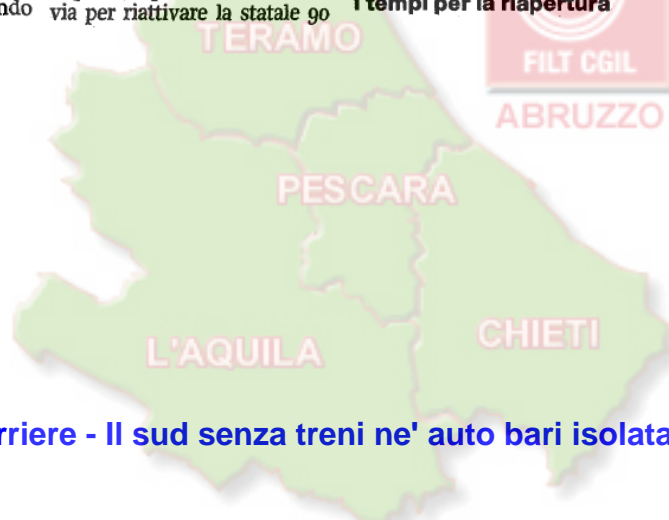 ndo via per riattivare la statale 90
i tempi per la riapertura
TERAMO
FILT CGIL
ABRUZZO
PESCARA
L'AQUILA
CHIETI
rriere - Il sud senza treni ne' auto bari isolata